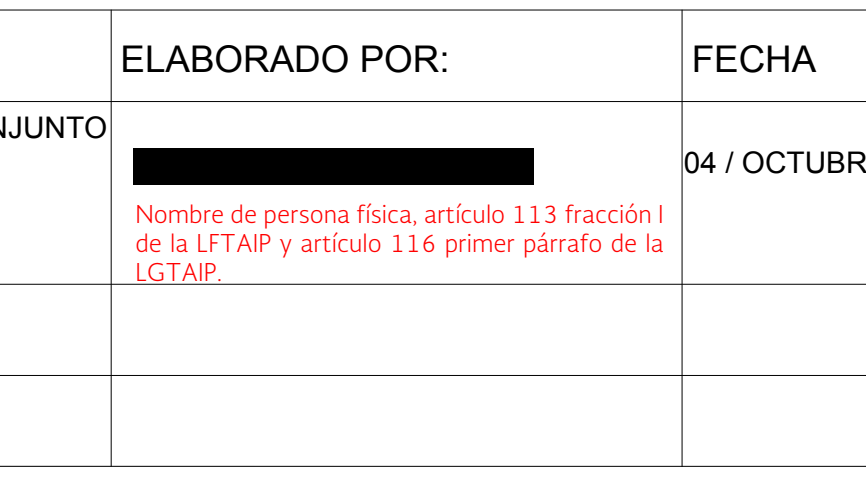 ELABORADO POR:
FECHA
NJUNTO
04 / OCTUBR
Nombre de persona física, artículo 113 fracción I
de la LFTAIP y artículo 116 primer párrafo de la
LGTAIP.